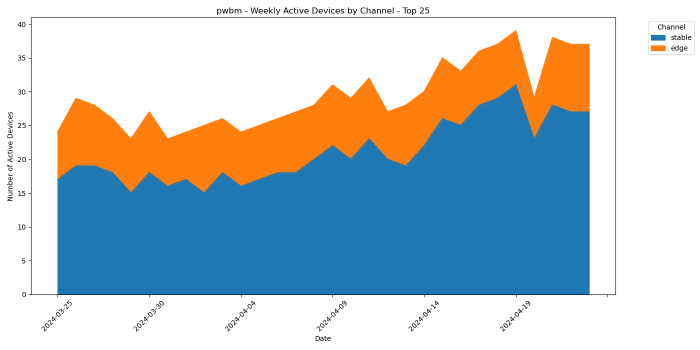 pwbm - Weekly Active Devices by Channel - Top 25
Channel
stable
edge
Number of Active Devices
40
35
30
25
20
15
10
5
0
2024-03-25
2024-03-30
2024-04-04
2024-04-09
2024-04-14
2024-04-19
Date